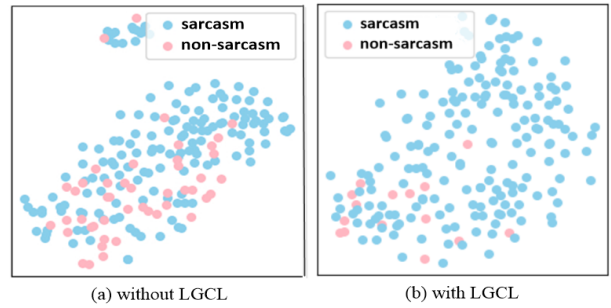 sarcasm
non-sarcasm
sarcasm
non-sarcasm
(a) without LGCL
(b) with LGCL